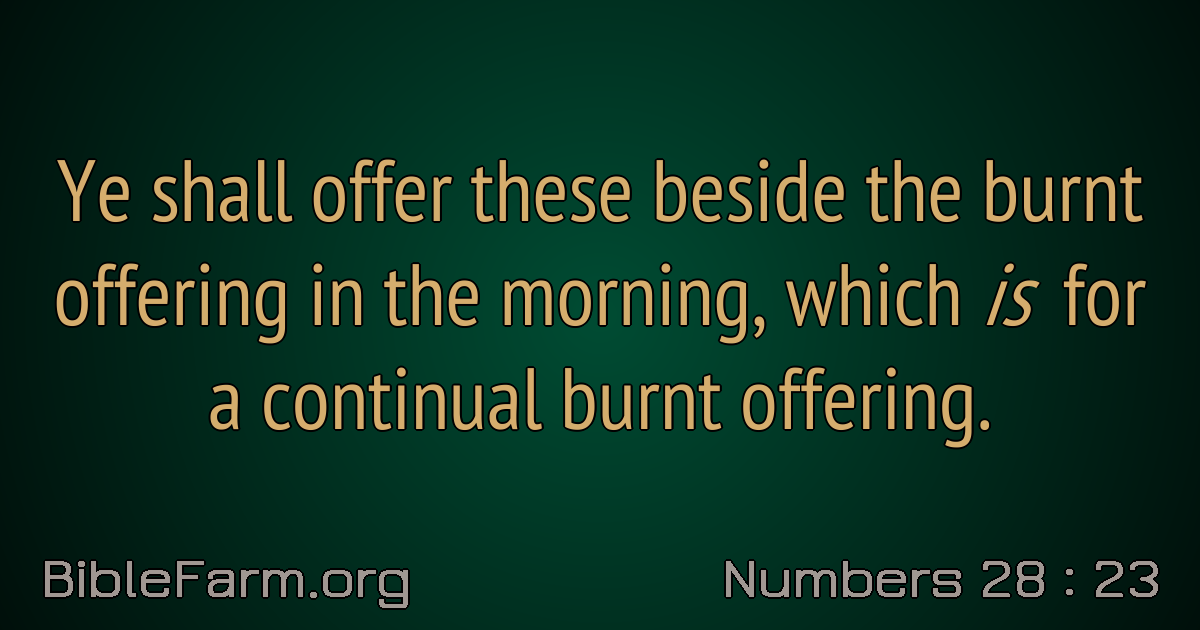 Ye shall offer these beside the burnt
offering in the morning, which is for
a continual burnt offering.
BibleFarm.org
Numbers 28 : 23